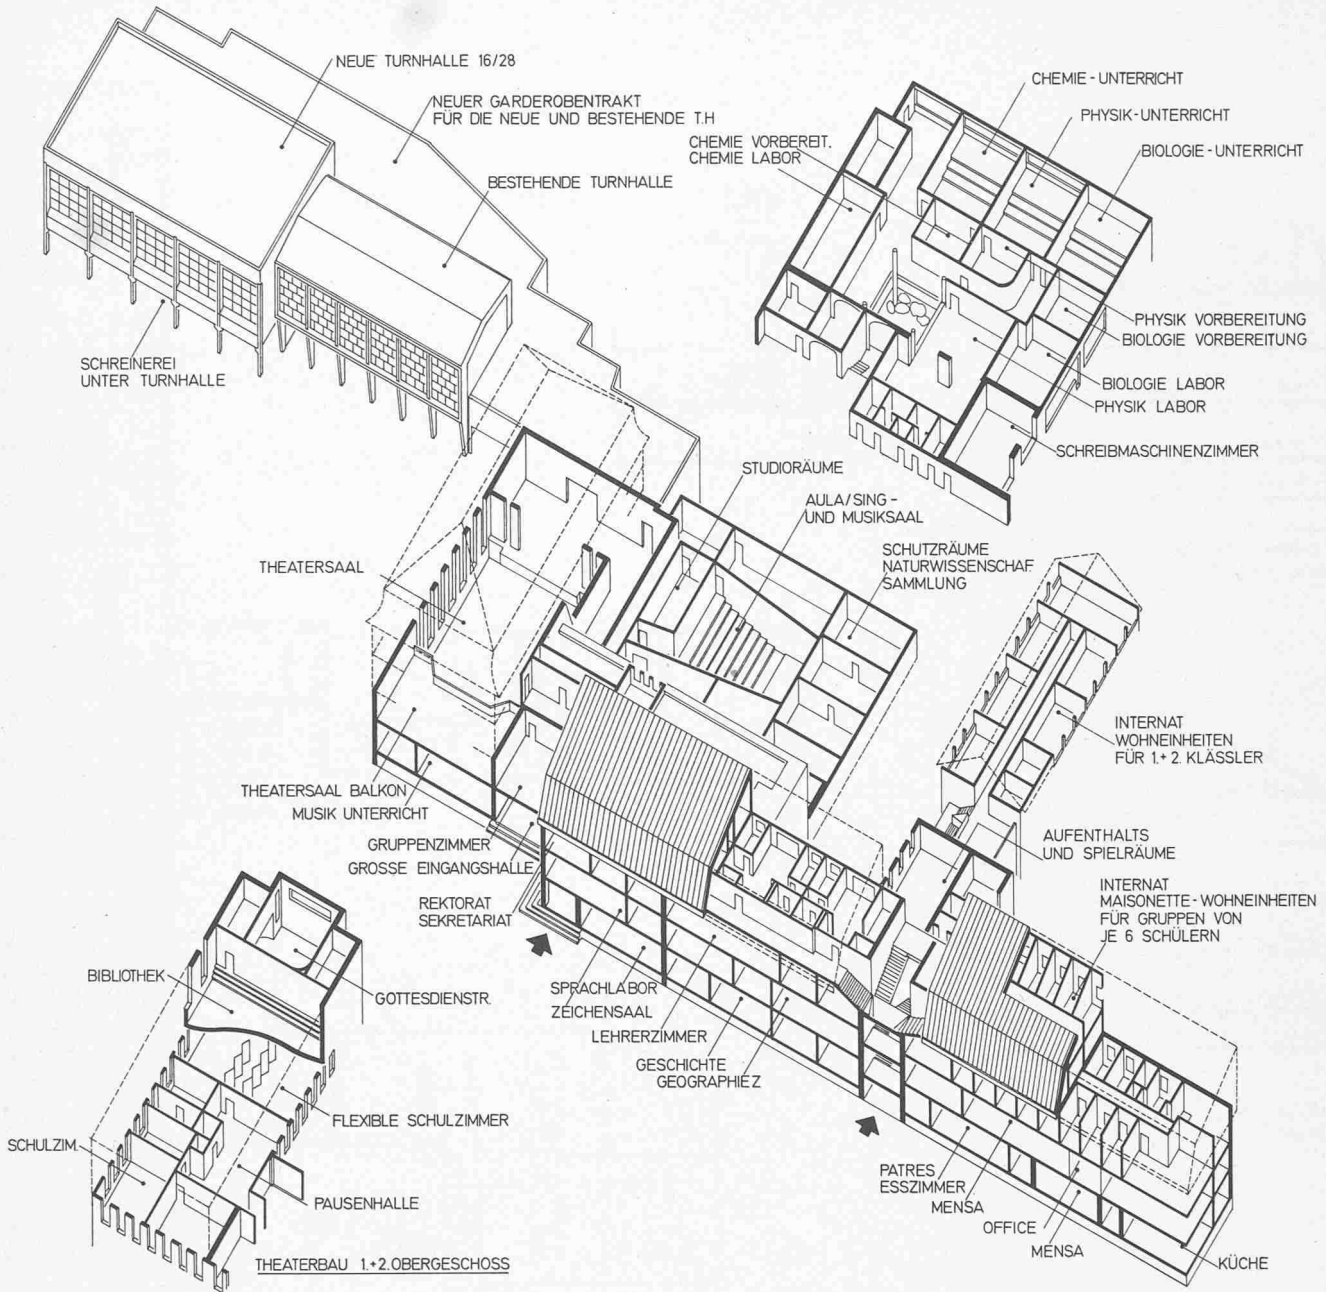 NEUE TURNHALLE 16/28
NEUER GARDEROBENTRAKT
FÜR DIE NEUE UND BESTEHENDE T.H
BESTEHENDE TURNHALLE
SCHREINEREI
UNTER TURNHALLE
CHEMIE-UNTERRICHT
PHYSIK-UNTERRICHT
BIOLOGIE-UNTERRICHT
CHEMIE VORBEREIT.
CHEMIE LABOR
PHYSIK VORBEREITUNG
BIOLOGIE VORBEREITUNG
BIOLOGIE LABOR
PHYSIK LABOR
SCHREIBMASCHINENZIMMER
STUDIORÄUME
AULA/SING-
UND MUSIKSAAL
SCHUTZRÄUME
NATURWISSENSCHAF
SAMMLUNG
THEATERSAAL
THEATERSAAL BALKON
MUSIK UNTERRICHT
GRUPPENZIMMER
GROSSE EINGANGSHALLE
REKTORAT
SEKRETARIAT
INTERNAT
WOHNEINHEITEN
FÜR 1.+ 2. KLÄSSLER
AUFENTHALTS
UND SPIELRÄUME
INTERNAT
MAISONETTE-WOHNEINHEITEN
FÜR GRUPPEN VON
JE 6 SCHÜLERN
SPRACHLABOR
ZEICHENSAAL
LEHRERZIMMER
GESCHICHTE
GEOGRAPHIEZ
PATRES
ESSZIMMER
MENSA
OFFICE
MENSA
KÜCHE
BIBLIOTHEK
GOTTESDIENSTR.
FLEXIBLE SCHULZIMMER
SCHULZIM.
PAUSENHALLE
THEATERBAU 1.+2.OBERGESCHOSS